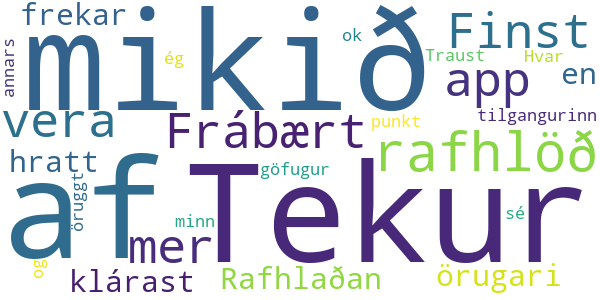 frekar
mikið
ok
Finst
annars
ég
Traust
Hvar
app
en
vera
Frábært
punkt
tilgangurinn
rafhlöð
hratt
af
Tekur
öruggt
göfugur
mer
minn
sé
og
klárast
Rafhlaðan
örugari